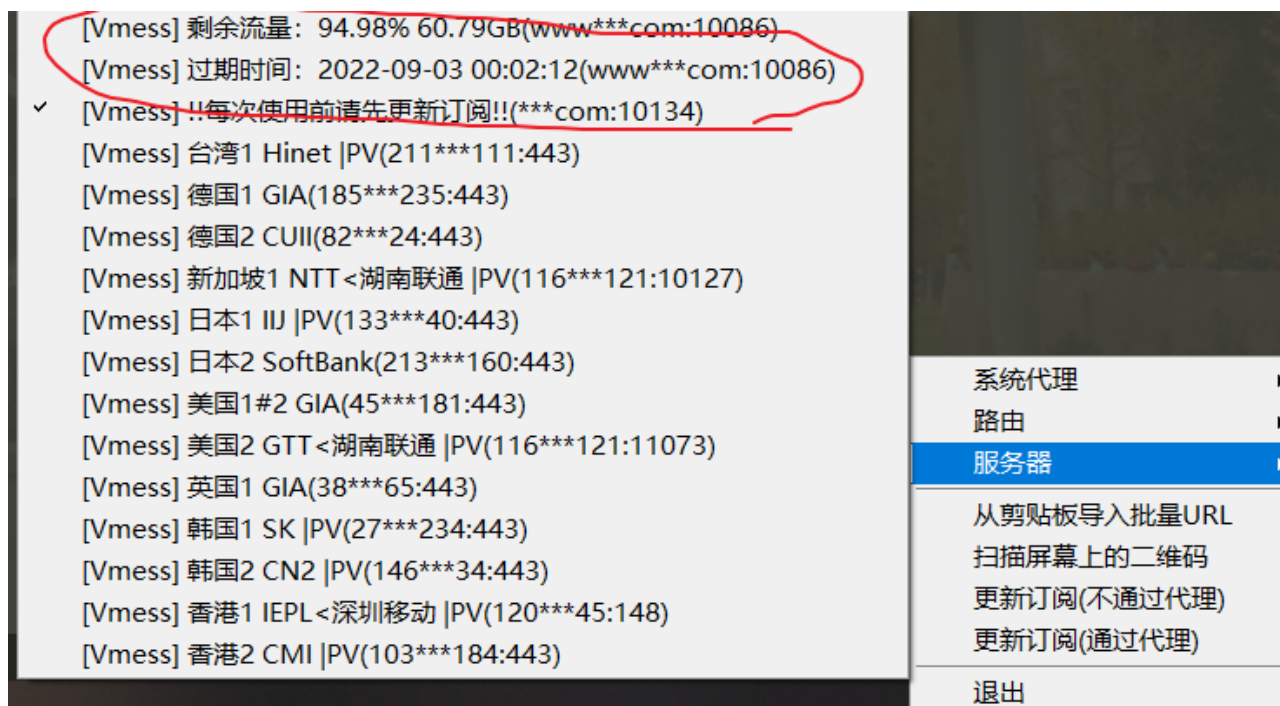 [Vmess] 剩余流量：94.98% 60.79GB(www***com:10086)
[Vmess] 过期时间：2022-09-03 00:02:12(www***com:10086)
[Vmess] !!每次使用前请先更新订阅!!(***com:10134)
[Vmess] 台湾1 Hinet |PV(211***111:443)
[Vmess] 德国1 GIA(185***235:443)
[Vmess] 德国2 CUII(82***24:443)
[Vmess] 新加坡1 NTT<湖南联通 |PV(116***121:10127)
[Vmess] 日本1 IIJ |PV(133***40:443)
[Vmess] 日本2 SoftBank(213***160:443)
[Vmess] 美国1#2 GIA(45***181:443)
[Vmess] 美国2 GTT<湖南联通 |PV(116***121:11073)
[Vmess] 英国1 GIA(38***65:443)
[Vmess] 韩国1 SK |PV(27***234:443)
[Vmess] 韩国2 CN2 |PV(146***34:443)
[Vmess] 香港1 IEPL<深圳移动 |PV(120***45:148)
[Vmess] 香港2 CMI |PV(103***184:443)
系统代理
路由
服务器
从剪贴板导入批量URL
扫描屏幕上的二维码
更新订阅(不通过代理)
更新订阅(通过代理)
退出